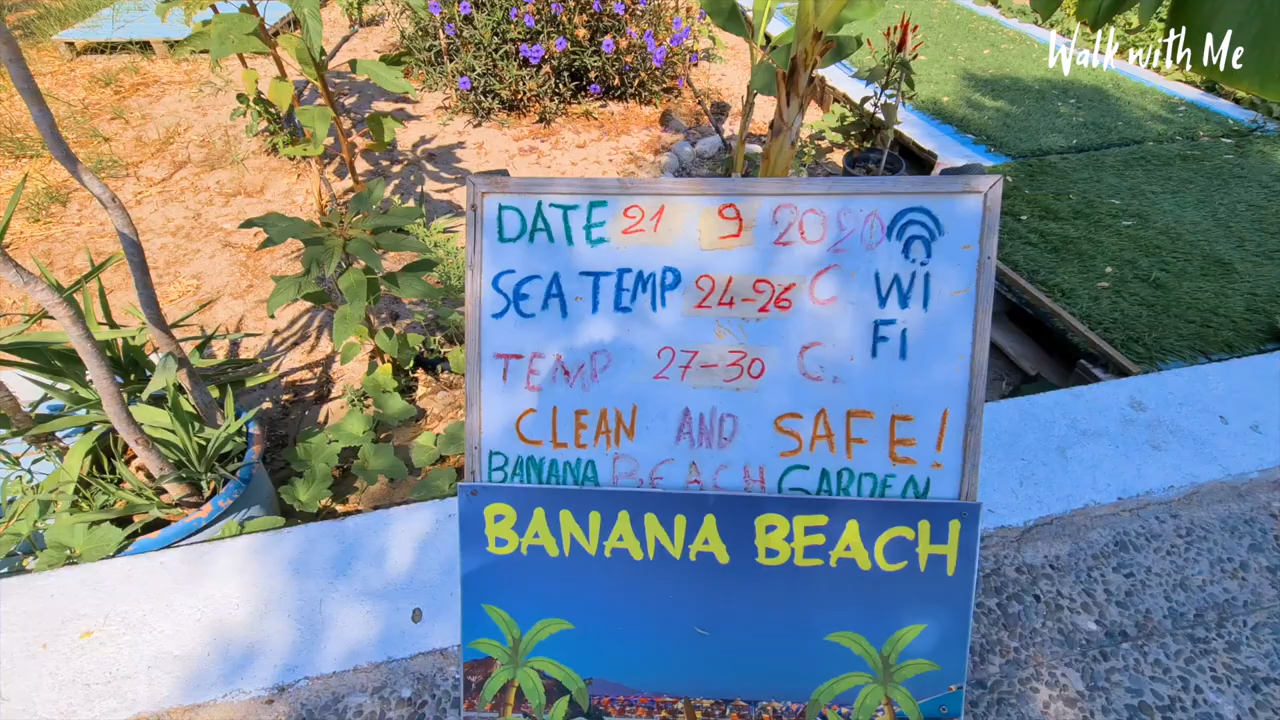 Walk with Me
DATE 21 9 2020
SEA TEMP 24-26 C
WI
FI
TEMP 27-30 C.
CLEAN AND SAFE!
BANANA BEACH GARDEN
BANANA BEACH